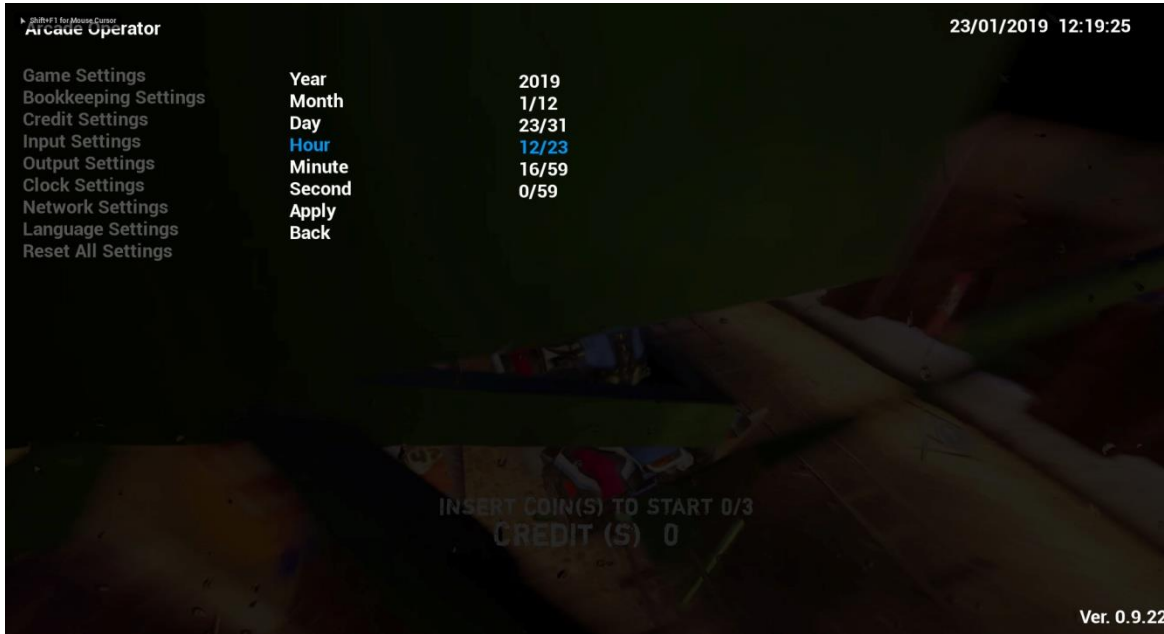 Shift+F1 for Mouse Cursor
Arcade Operator
23/01/2019 12:19:25
Game Settings
Bookkeeping Settings
Credit Settings
Input Settings
Output Settings
Clock Settings
Network Settings
Language Settings
Reset All Settings
Year 2019
Month 1/12
Day 23/31
Hour 12/23
Minute 16/59
Second 0/59
Apply
Back
INSERT COIN(S) TO START 0/3
CREDIT (S) 0
Ver. 0.9.22